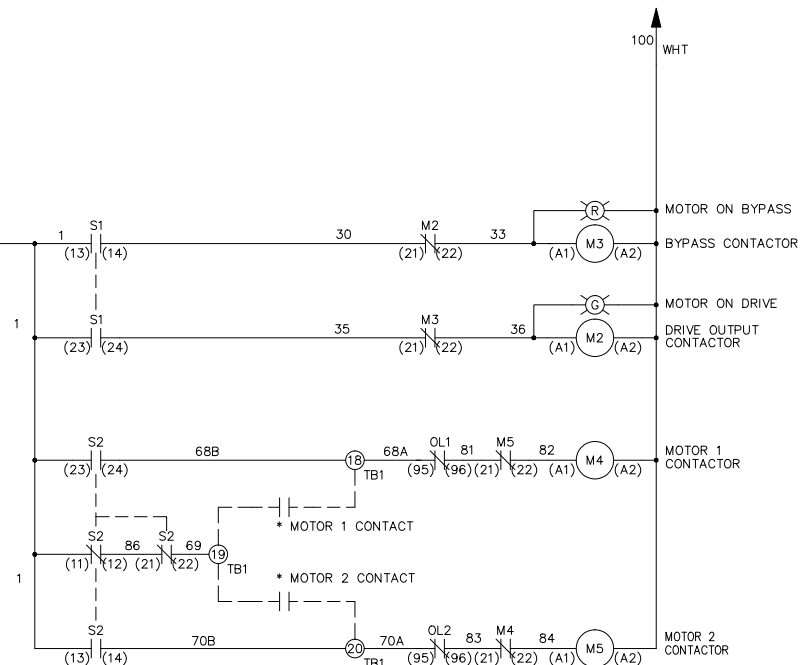 100
WHT
MOTOR ON BYPASS
R
1 S1 30 M2 33
M3
BYPASS CONTACTOR
(13) (14) (21) (22) (A1) (A2)
MOTOR ON DRIVE
G
1 S1 35 M3 36
M2
DRIVE OUTPUT
CONTACTOR
(23) (24) (21) (22) (A1) (A2)
S2 68B 18 68A OL1 81 M5 82
M4
MOTOR 1
CONTACTOR
(23) (24) TB1 (95) (96) (21) (22) (A1) (A2)
* MOTOR 1 CONTACT
S2 86 S2 69 19
(11) (12) (21) (22) TB1
1
* MOTOR 2 CONTACT
S2 70B 20 70A OL2 83 M4 84
M5
MOTOR 2
CONTACTOR
(13) (14) TB1 (95) (96) (21) (22) (A1) (A2)